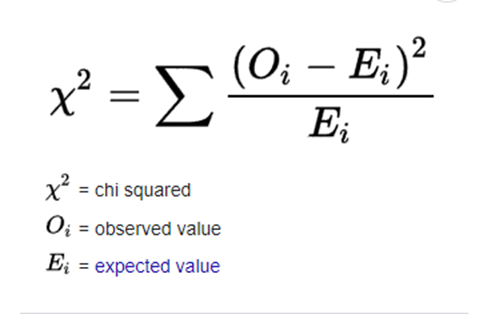 χ² = ∑ (Oᵢ − Eᵢ)² / Eᵢ
χ² = chi squared
Oᵢ = observed value
Eᵢ = expected value